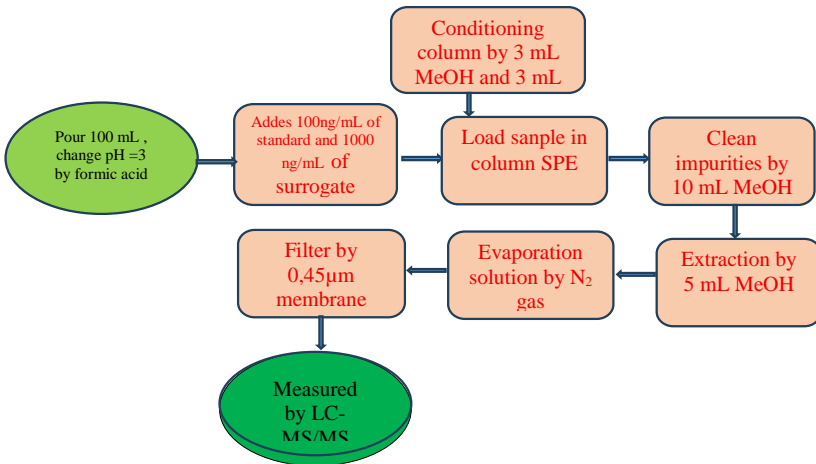 Conditioning
column by 3 mL
MeOH and 3 mL
Pour 100 mL ,
change pH =3
by formic acid
Addes 100ng/mL of
standard and 1000
ng/mL of
surrogate
Load sanple in
column SPE
Clean
impurities by
10 mL MeOH
Extraction by
5 mL MeOH
Evaporation
solution by N₂
gas
Filter by
0,45µm
membrane
Measured
by LC-
MS/MS